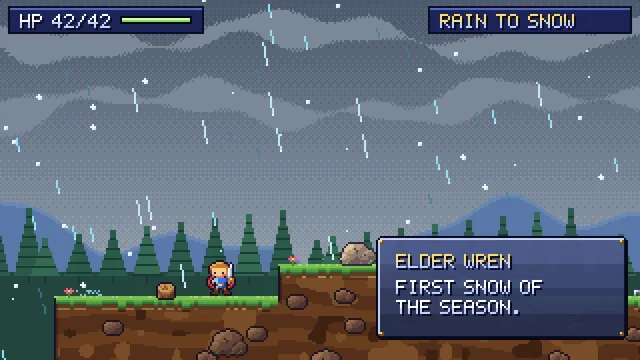 HP 42/42
RAIN TO SNOW
ELDER WREN
FIRST SNOW OF
THE SEASON.